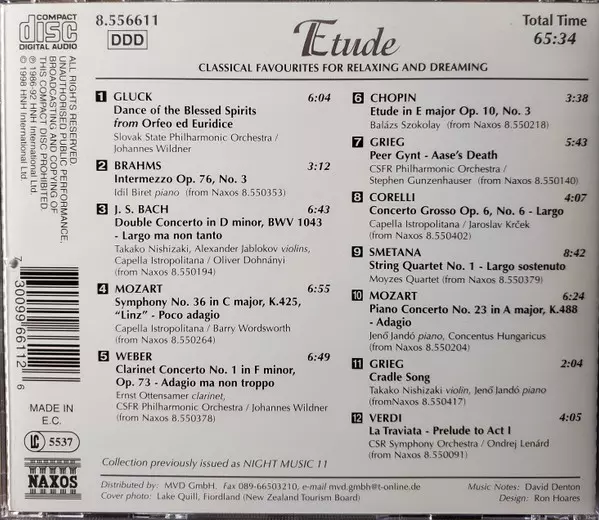 COMPACT
disc
DIGITAL AUDIO
8.556611
DDD
Etude
CLASSICAL FAVOURITES FOR RELAXING AND DREAMING
Total Time
65:34
ALL RIGHTS RESERVED.
UNAUTHORISED PUBLIC PERFORMANCE,
BROADCASTING AND COPYING OF
THIS COMPACT DISC PROHIBITED.
℗ 1986-92 HNH International Ltd.
© 1998 HNH International Ltd.
7 30099 66112 6
MADE IN
E.C.
LC 5537
NAXOS
1 GLUCK 6:04
Dance of the Blessed Spirits
from Orfeo ed Euridice
Slovak State Philharmonic Orchestra /
Johannes Wildner
2 BRAHMS 3:12
Intermezzo Op. 76, No. 3
Idil Biret piano (from Naxos 8.550353)
3 J. S. BACH 6:43
Double Concerto in D minor, BWV 1043
- Largo ma non tanto
Takako Nishizaki, Alexander Jablokov violins,
Capella Istropolitana / Oliver Dohnányi
(from Naxos 8.550194)
4 MOZART 6:55
Symphony No. 36 in C major, K.425,
"Linz" - Poco adagio
Capella Istropolitana / Barry Wordsworth
(from Naxos 8.550264)
5 WEBER 6:49
Clarinet Concerto No. 1 in F minor,
Op. 73 - Adagio ma non troppo
Ernst Ottensamer clarinet,
CSFR Philharmonic Orchestra / Johannes Wildner
(from Naxos 8.550378)
6 CHOPIN 3:38
Etude in E major Op. 10, No. 3
Balázs Szokolay (from Naxos 8.550218)
7 GRIEG 5:43
Peer Gynt - Aase's Death
CSFR Philharmonic Orchestra /
Stephen Gunzenhauser (from Naxos 8.550140)
8 CORELLI 4:07
Concerto Grosso Op. 6, No. 6 - Largo
Capella Istropolitana / Jaroslav Krček
(from Naxos 8.550402)
9 SMETANA 8:42
String Quartet No. 1 - Largo sostenuto
Moyzes Quartet (from Naxos 8.550379)
10 MOZART 6:24
Piano Concerto No. 23 in A major, K.488
- Adagio
Jenő Jandó piano, Concentus Hungaricus
(from Naxos 8.550204)
11 GRIEG 2:04
Cradle Song
Takako Nishizaki violin, Jenő Jandó piano
(fromNaxos 8.550417)
12 VERDI 4:05
La Traviata - Prelude to Act I
CSR Symphony Orchestra / Ondrej Lenárd
(from Naxos 8.550091)
Collection previously issued as NIGHT MUSIC 11
Distributed by: MVD GmbH, Fax 089-66503210, e-mail mvd.gmbh@t-online.de
Cover photo: Lake Quill, Fiordland (New Zealand Tourism Board)
Music Notes: David Denton
Design: Ron Hoares